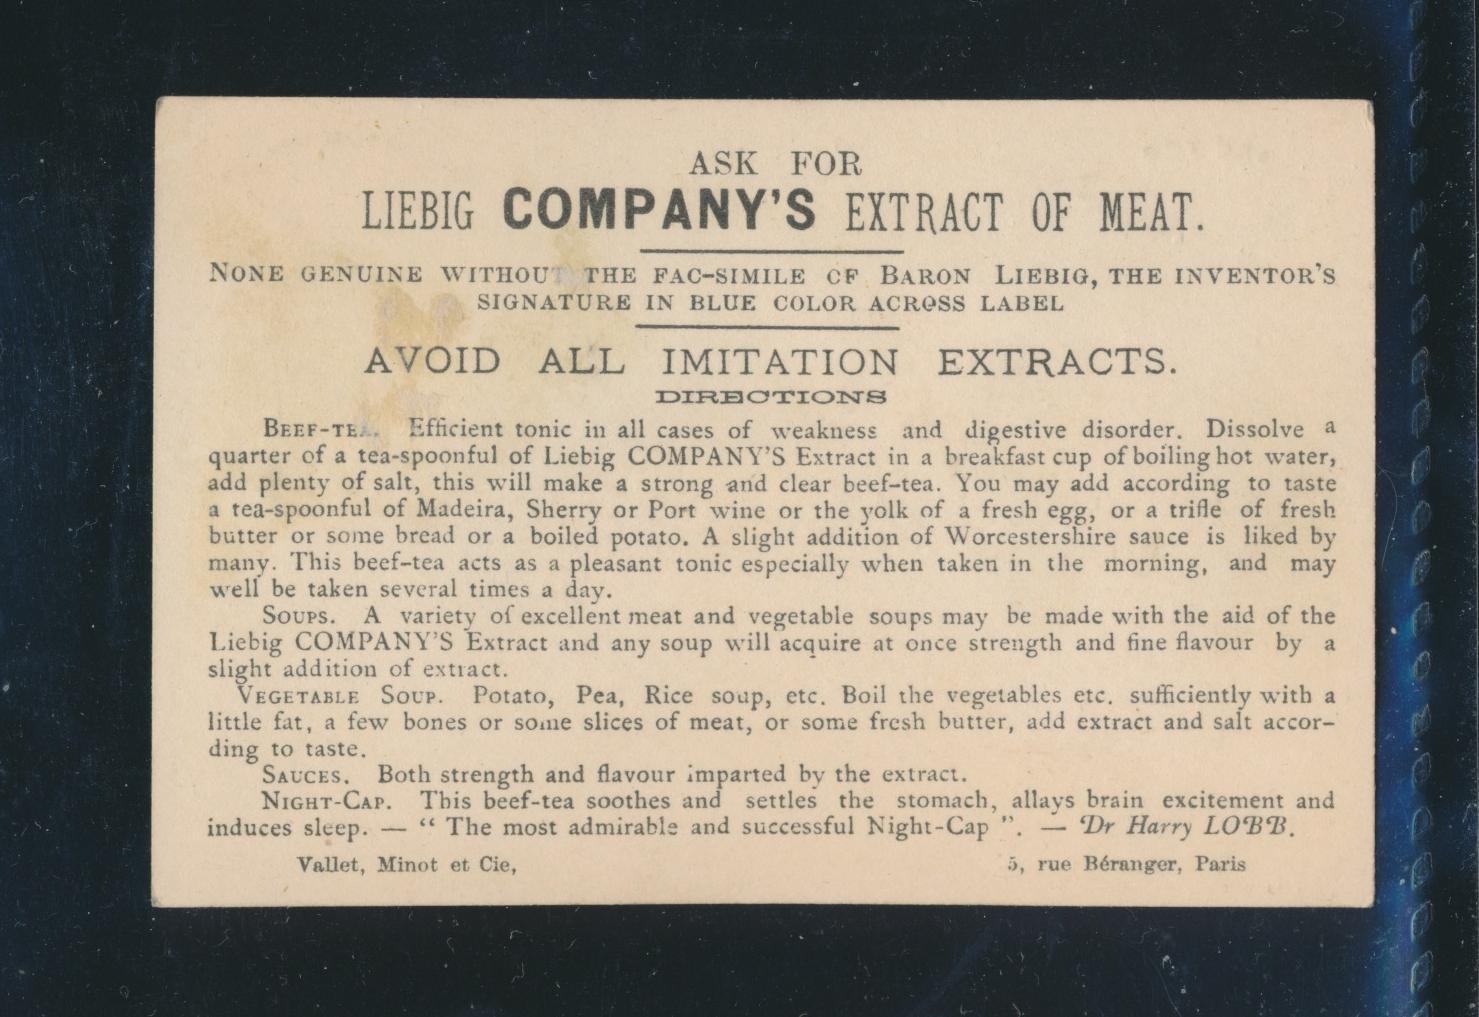 ASK FOR
LIEBIG COMPANY'S EXTRACT OF MEAT.
NONE GENUINE WITHOUT THE FAC-SIMILE OF BARON LIEBIG, THE INVENTOR'S
SIGNATURE IN BLUE COLOR ACROSS LABEL
AVOID ALL IMITATION EXTRACTS.
DIRECTIONS
BEEF-TEA. Efficient tonic in all cases of weakness and digestive disorder. Dissolve a
quarter of a tea-spoonful of Liebig COMPANY'S Extract in a breakfast cup of boiling hot water,
add plenty of salt, this will make a strong and clear beef-tea. You may add according to taste
a tea-spoonful of Madeira, Sherry or Port wine or the yolk of a fresh egg, or a trifle of fresh
butter or some bread or a boiled potato. A slight addition of Worcestershire sauce is liked by
many. This beef-tea acts as a pleasant tonic especially when taken in the morning, and may
well be taken several times a day.
SOUPS. A variety of excellent meat and vegetable soups may be made with the aid of the
Liebig COMPANY'S Extract and any soup will acquire at once strength and fine flavour by a
slight addition of extract.
VEGETABLE SOUP. Potato, Pea, Rice soup, etc. Boil the vegetables etc. sufficiently with a
little fat, a few bones or some slices of meat, or some fresh butter, add extract and salt accor-
ding to taste.
SAUCES. Both strength and flavour imparted by the extract.
NIGHT-CAP. This beef-tea soothes and settles the stomach, allays brain excitement and
induces sleep. — “ The most admirable and successful Night-Cap ”. — Dr Harry LOBB.
Vallet, Minot et Cie, 5, rue Béranger, Paris